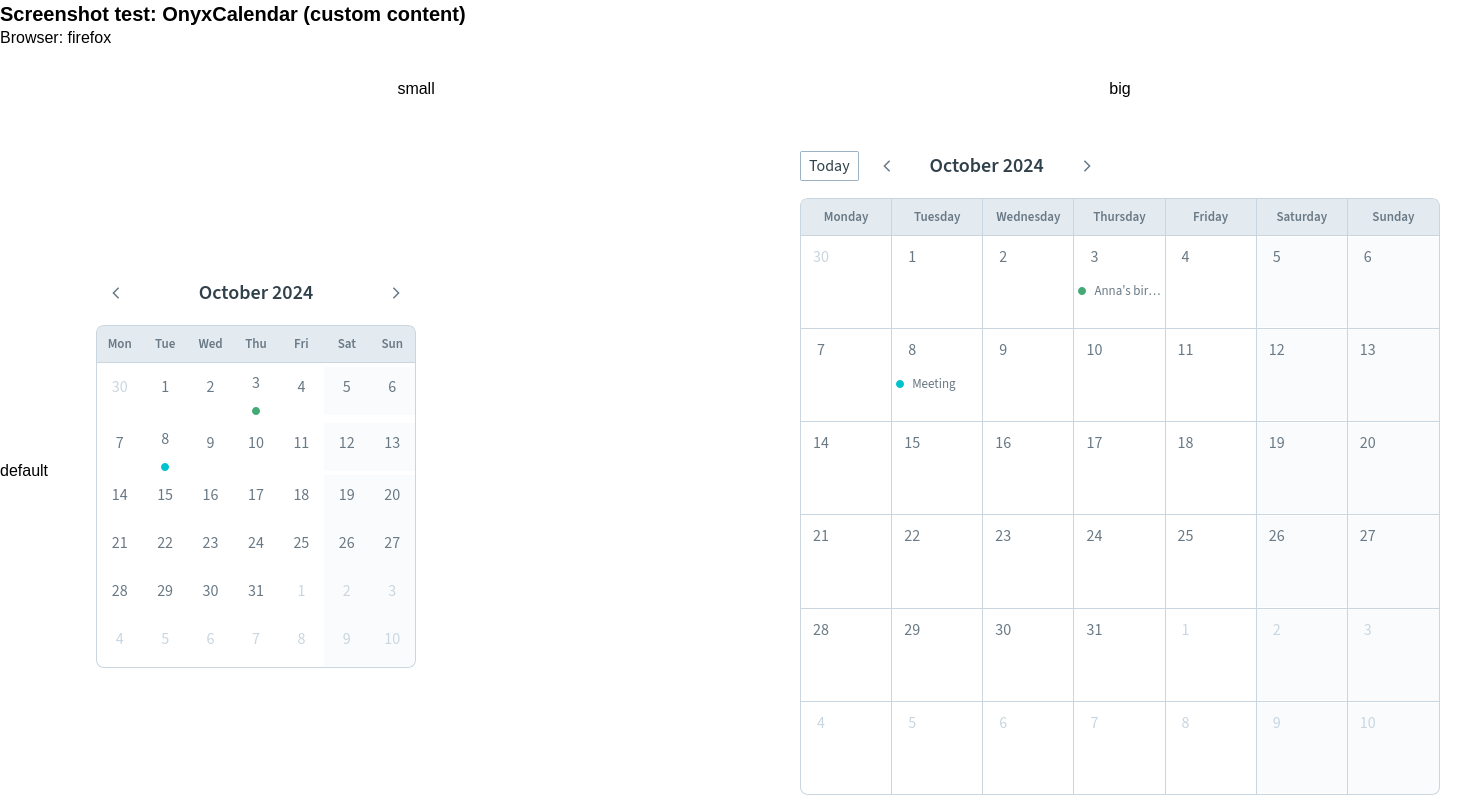 Screenshot test: OnyxCalendar (custom content)
Browser: firefox
small
big
default
October 2024
Mon Tue Wed Thu Fri Sat Sun
30 1 2 3 4 5 6
7 8 9 10 11 12 13
14 15 16 17 18 19 20
21 22 23 24 25 26 27
28 29 30 31 1 2 3
4 5 6 7 8 9 10
Today October 2024
Monday Tuesday Wednesday Thursday Friday Saturday Sunday
30 1 2 3 4 5 6
Anna's bir…
7 8 9 10 11 12 13
Meeting
14 15 16 17 18 19 20
21 22 23 24 25 26 27
28 29 30 31 1 2 3
4 5 6 7 8 9 10